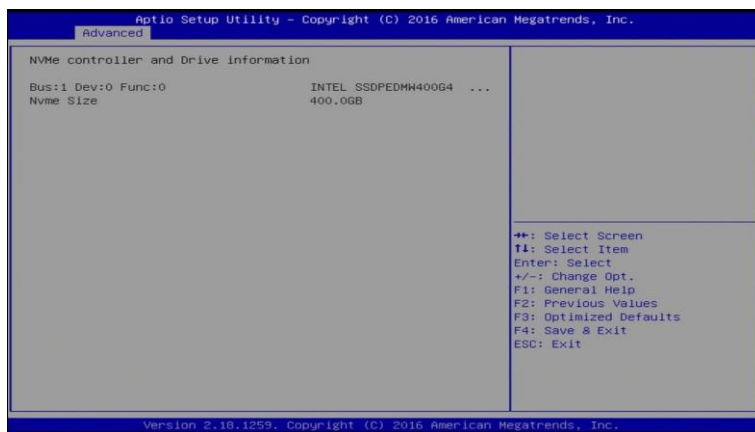 Aptio Setup Utility – Copyright (C) 2016 American Megatrends, Inc.
Advanced
NVMe controller and Drive information
Bus:1 Dev:0 Func:0 INTEL SSDPEDMW400G4 ...
Nvme Size 400.0GB
→←: Select Screen
↑↓: Select Item
Enter: Select
+/-: Change Opt.
F1: General Help
F2: Previous Values
F3: Optimized Defaults
F4: Save & Exit
ESC: Exit
Version 2.18.1259. Copyright (C) 2016 American Megatrends, Inc.